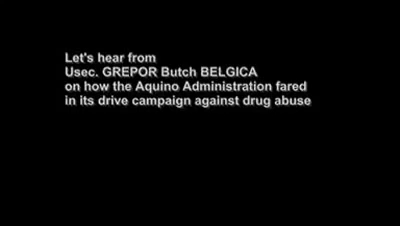 Let's hear from
Usec. GREPOR Butch BELGICA
on how the Aquino Administration fared
in its drive campaign against drug abuse